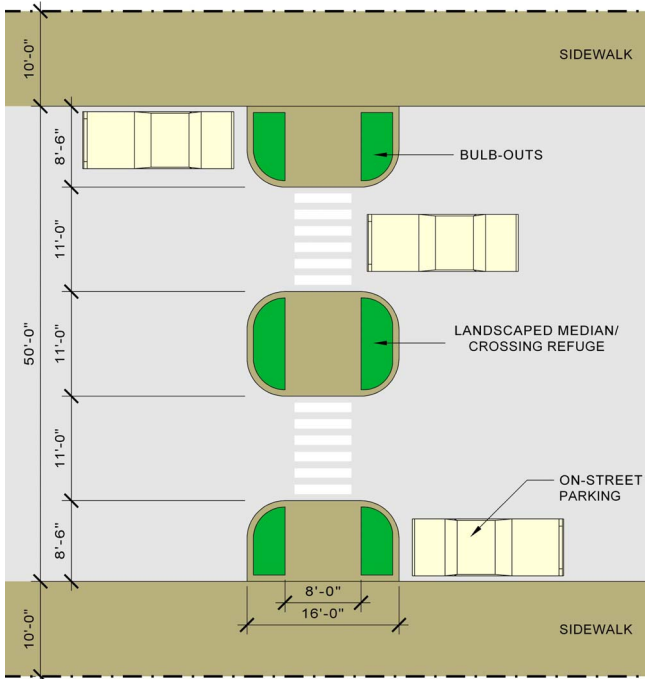 10'-0"
SIDEWALK
8'-6"
BULB-OUTS
11'-0"
50'-0"
11'-0"
LANDSCAPED MEDIAN/
CROSSING REFUGE
11'-0"
ON-STREET
PARKING
8'-6"
8'-0"
16'-0"
10'-0"
SIDEWALK